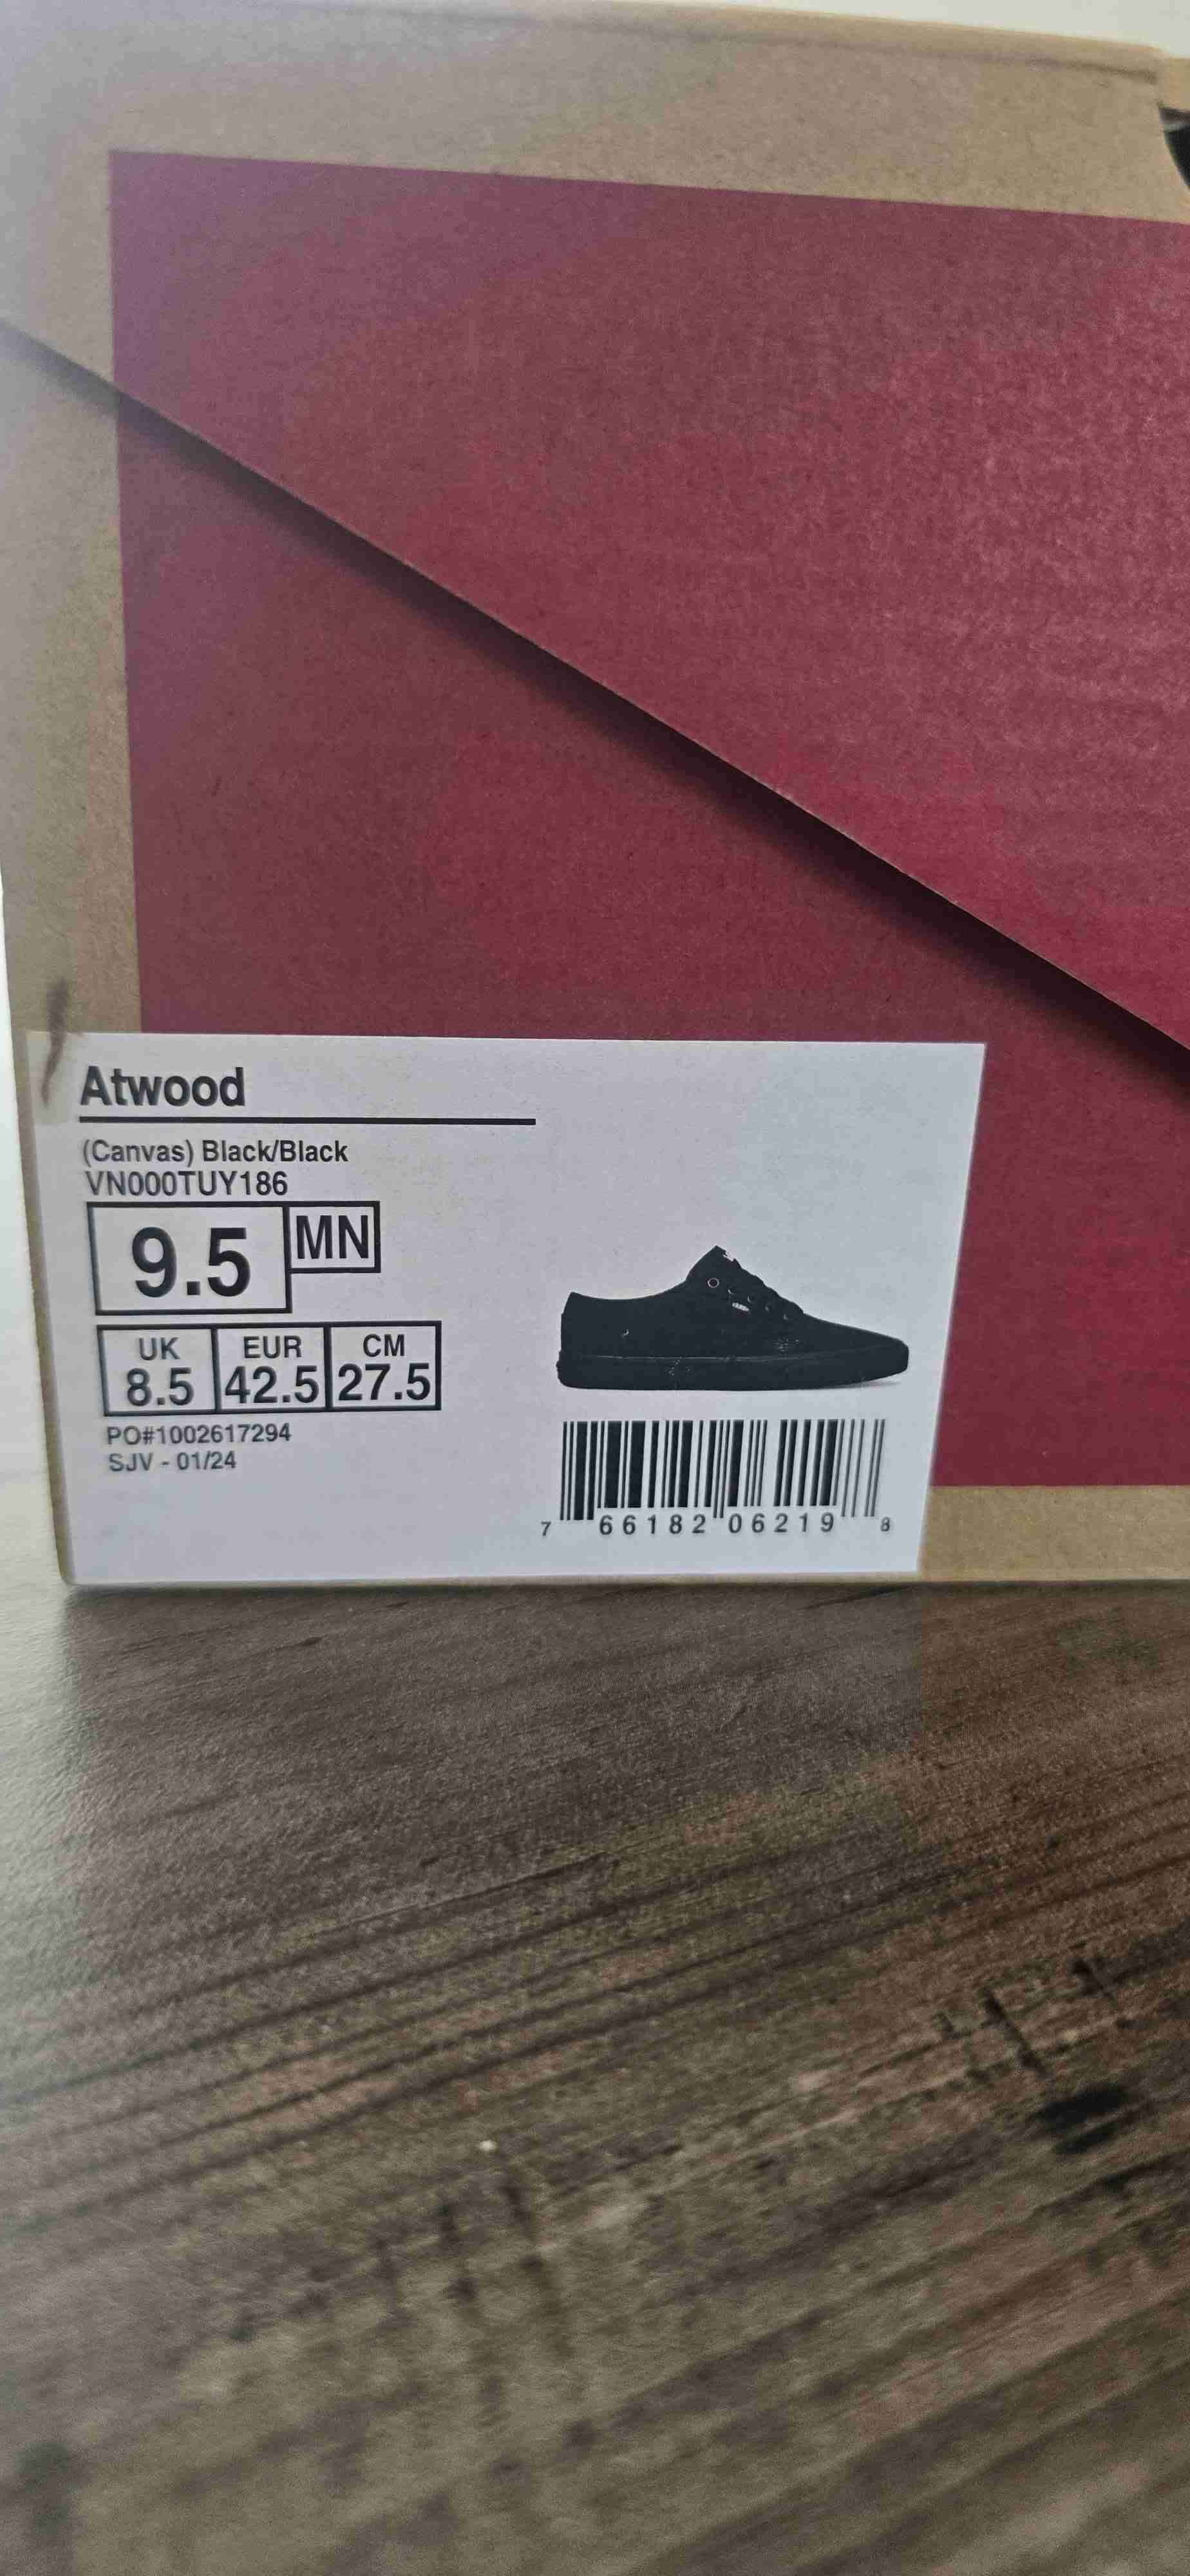 Atwood
(Canvas) Black/Black
VN000TUY186
9.5 MN
UK EUR CM
8.5 42.5 27.5
PO#1002617294
SJV - 01/24
7 66182 06219 8